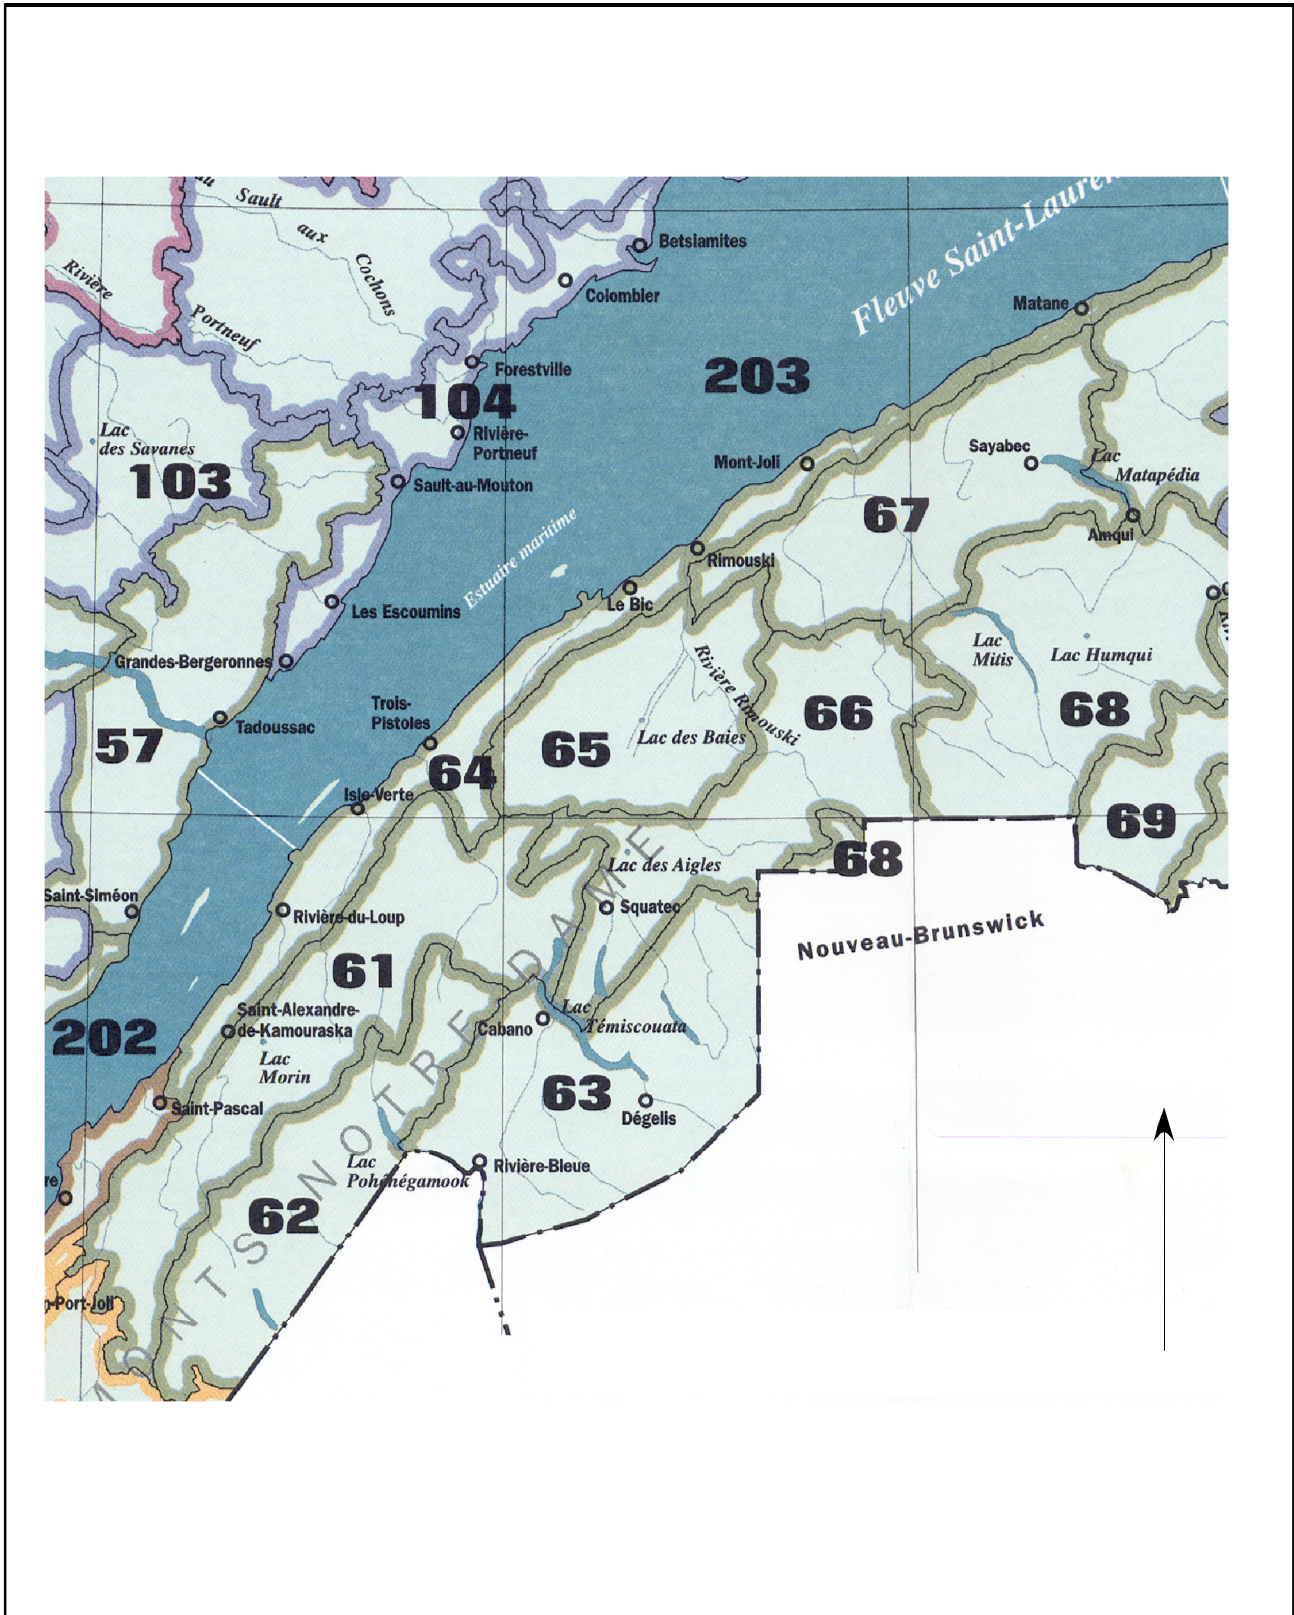 Sault
aux
Cochons
Betsiamites
Fleuve Saint-Lauren
Rivière
Colombier
Matane
Portneuf
Forestville
203
104
Lac
des Savanes
Rivière-
Portneuf
Sayabec
Lac
Matapédia
Mont-Joli
103
Sault-au-Mouton
67
Estuaire maritime
Amqui
Rimouski
Les Escoumins
Le Bic
Grandes-Bergeronnes
Lac
Mitis
Lac Humqui
Rivière Rimouski
Trois-
Pistoles
Tadoussac
66
68
57
65
Lac des Baies
64
Isle-Verte
69
68
Lac des Aigles
Saint-Siméon
Squatec
Rivière-du-Loup
Nouveau-Brunswick
61
Saint-Alexandre-
de-Kamouraska
202
Lac
Témiscouata
Cabano
Lac
Morin
63
Saint-Pascal
Dégelis
Lac
Pohénégamook
Rivière-Bleue
re
62
n-Port-Joli
MONTS NOTRE DAME